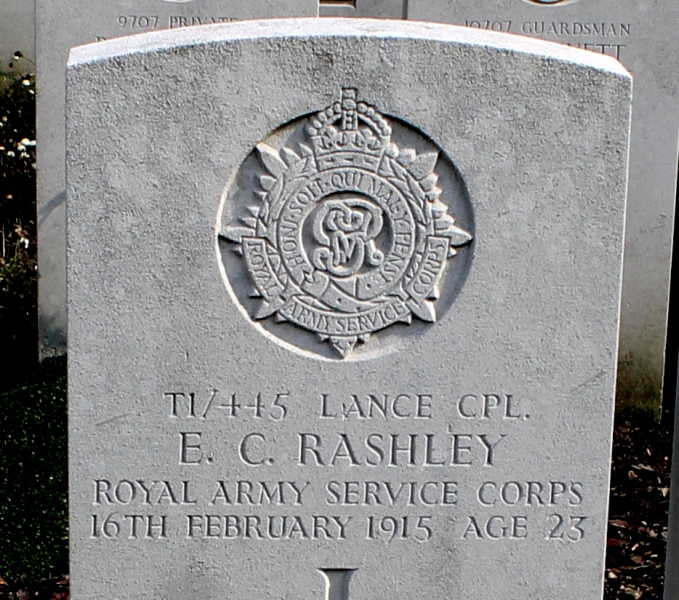 9707 PRIVATE
10707 GUARDSMAN
HONI · SOIT · QUI · MAL · Y · PENSE
ROYAL
ARMY SERVICE
CORPS
T1/445 LANCE CPL.
E. C. RASHLEY
ROYAL ARMY SERVICE CORPS
16TH FEBRUARY 1915 AGE 23